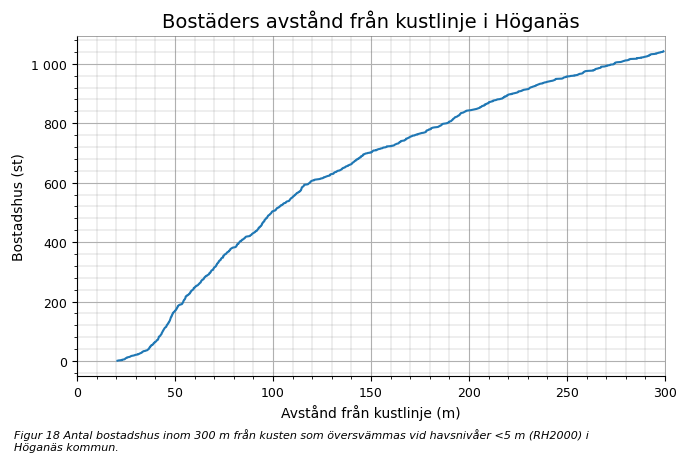 Bostäders avstånd från kustlinje i Höganäs
1 000
800
600
400
200
0
Bostadshus (st)
0 50 100 150 200 250 300
Avstånd från kustlinje (m)
Figur 18 Antal bostadshus inom 300 m från kusten som översvämmas vid havsnivåer <5 m (RH2000) i
Höganäs kommun.